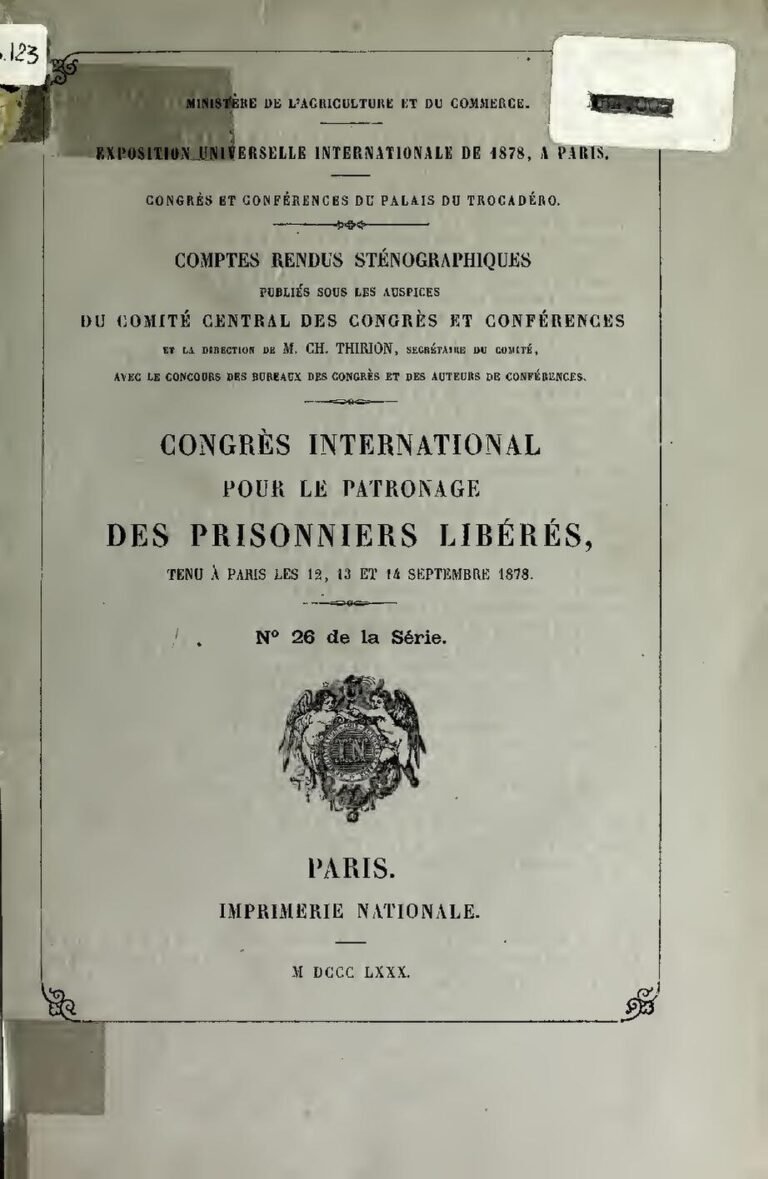 .123
MINISTÈRE DE L'AGRICULTURE ET DU COMMERCE.
EXPOSITION UNIVERSELLE INTERNATIONALE DE 1878, A PARIS.
CONGRÈS ET CONFÉRENCES DU PALAIS DU TROCADÉRO.
COMPTES RENDUS STÉNOGRAPHIQUES
PUBLIÉS SOUS LES AUSPICES
DU COMITÉ CENTRAL DES CONGRÈS ET CONFÉRENCES
ET LA DIRECTION DE M. CH. THIRION, SECRÉTAIRE DU COMITÉ,
AVEC LE CONCOURS DES BUREAUX DES CONGRÈS ET DES AUTEURS DE CONFÉRENCES.
CONGRÈS INTERNATIONAL
POUR LE PATRONAGE
DES PRISONNIERS LIBÉRÉS,
TENU À PARIS LES 12, 13 ET 14 SEPTEMBRE 1878.
N° 26 de la Série.
IN
PARIS.
IMPRIMERIE NATIONALE.
M DCCC LXXX.